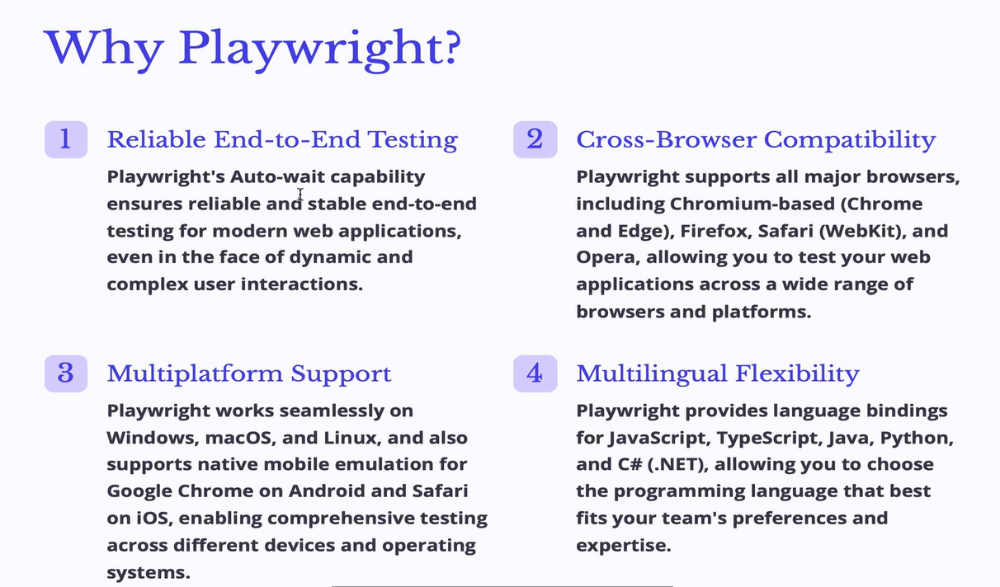 Why Playwright?
1 Reliable End-to-End Testing
Playwright's Auto-wait capability
ensures reliable and stable end-to-end
testing for modern web applications,
even in the face of dynamic and
complex user interactions.
2 Cross-Browser Compatibility
Playwright supports all major browsers,
including Chromium-based (Chrome
and Edge), Firefox, Safari (WebKit), and
Opera, allowing you to test your web
applications across a wide range of
browsers and platforms.
3 Multiplatform Support
Playwright works seamlessly on
Windows, macOS, and Linux, and also
supports native mobile emulation for
Google Chrome on Android and Safari
on iOS, enabling comprehensive testing
across different devices and operating
systems.
4 Multilingual Flexibility
Playwright provides language bindings
for JavaScript, TypeScript, Java, Python,
and C# (.NET), allowing you to choose
the programming language that best
fits your team's preferences and
expertise.